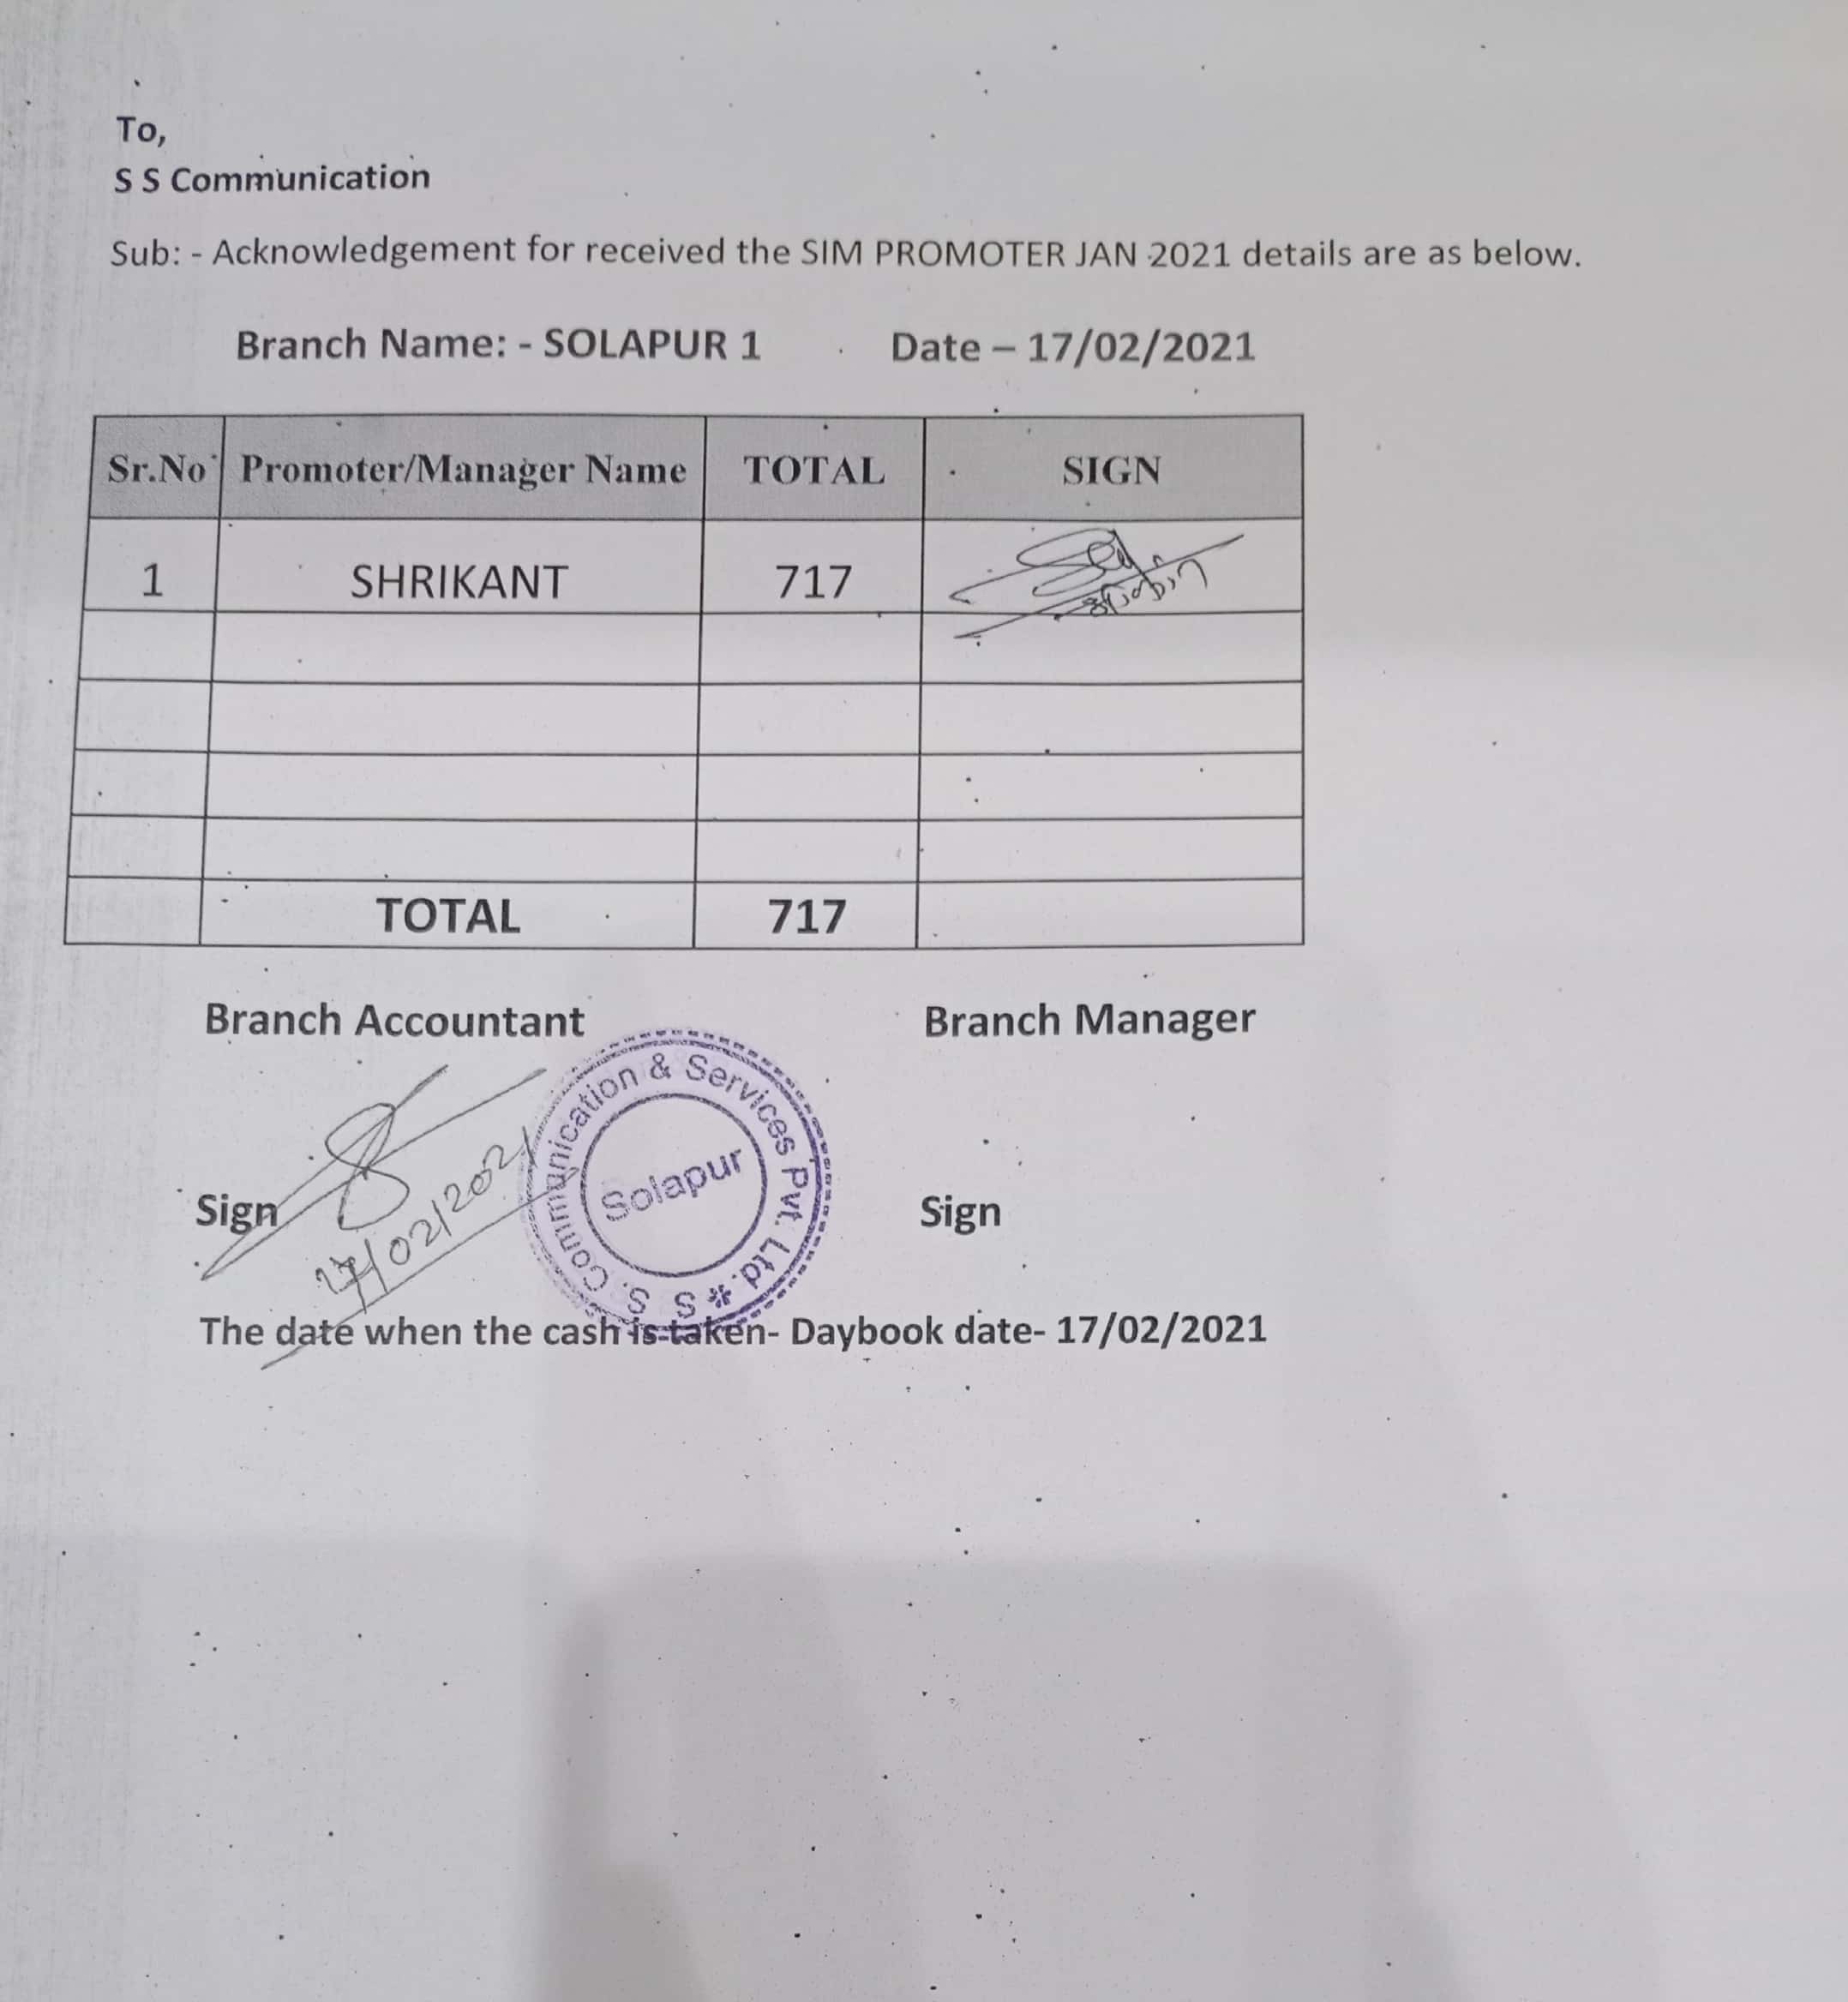 To,
S S Communication
Sub: - Acknowledgement for received the SIM PROMOTER JAN 2021 details are as below.
Branch Name: - SOLAPUR 1 Date – 17/02/2021
Sr.No Promoter/Manager Name TOTAL SIGN
1 SHRIKANT 717
TOTAL 717
Branch Accountant Branch Manager
S S. Communication & Services Pvt. Ltd. *
Solapur
Sign Sign
17/02/2021
The date when the cash is taken- Daybook date- 17/02/2021